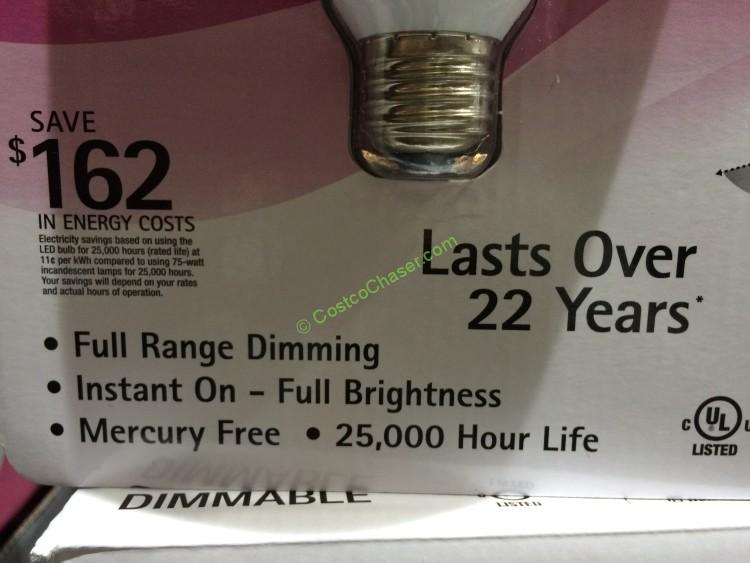 SAVE
$162
IN ENERGY COSTS
Electricity savings based on using the
LED bulb for 25,000 hours (rated life) at
11¢ per kWh compared to using 75-watt
incandescent lamps for 25,000 hours.
Your savings will depend on your rates
and actual hours of operation.
Lasts Over
22 Years*
© CostcoChaser.com
• Full Range Dimming
• Instant On – Full Brightness
• Mercury Free • 25,000 Hour Life
C UL U
LISTED
DIMMABLE
LISTED